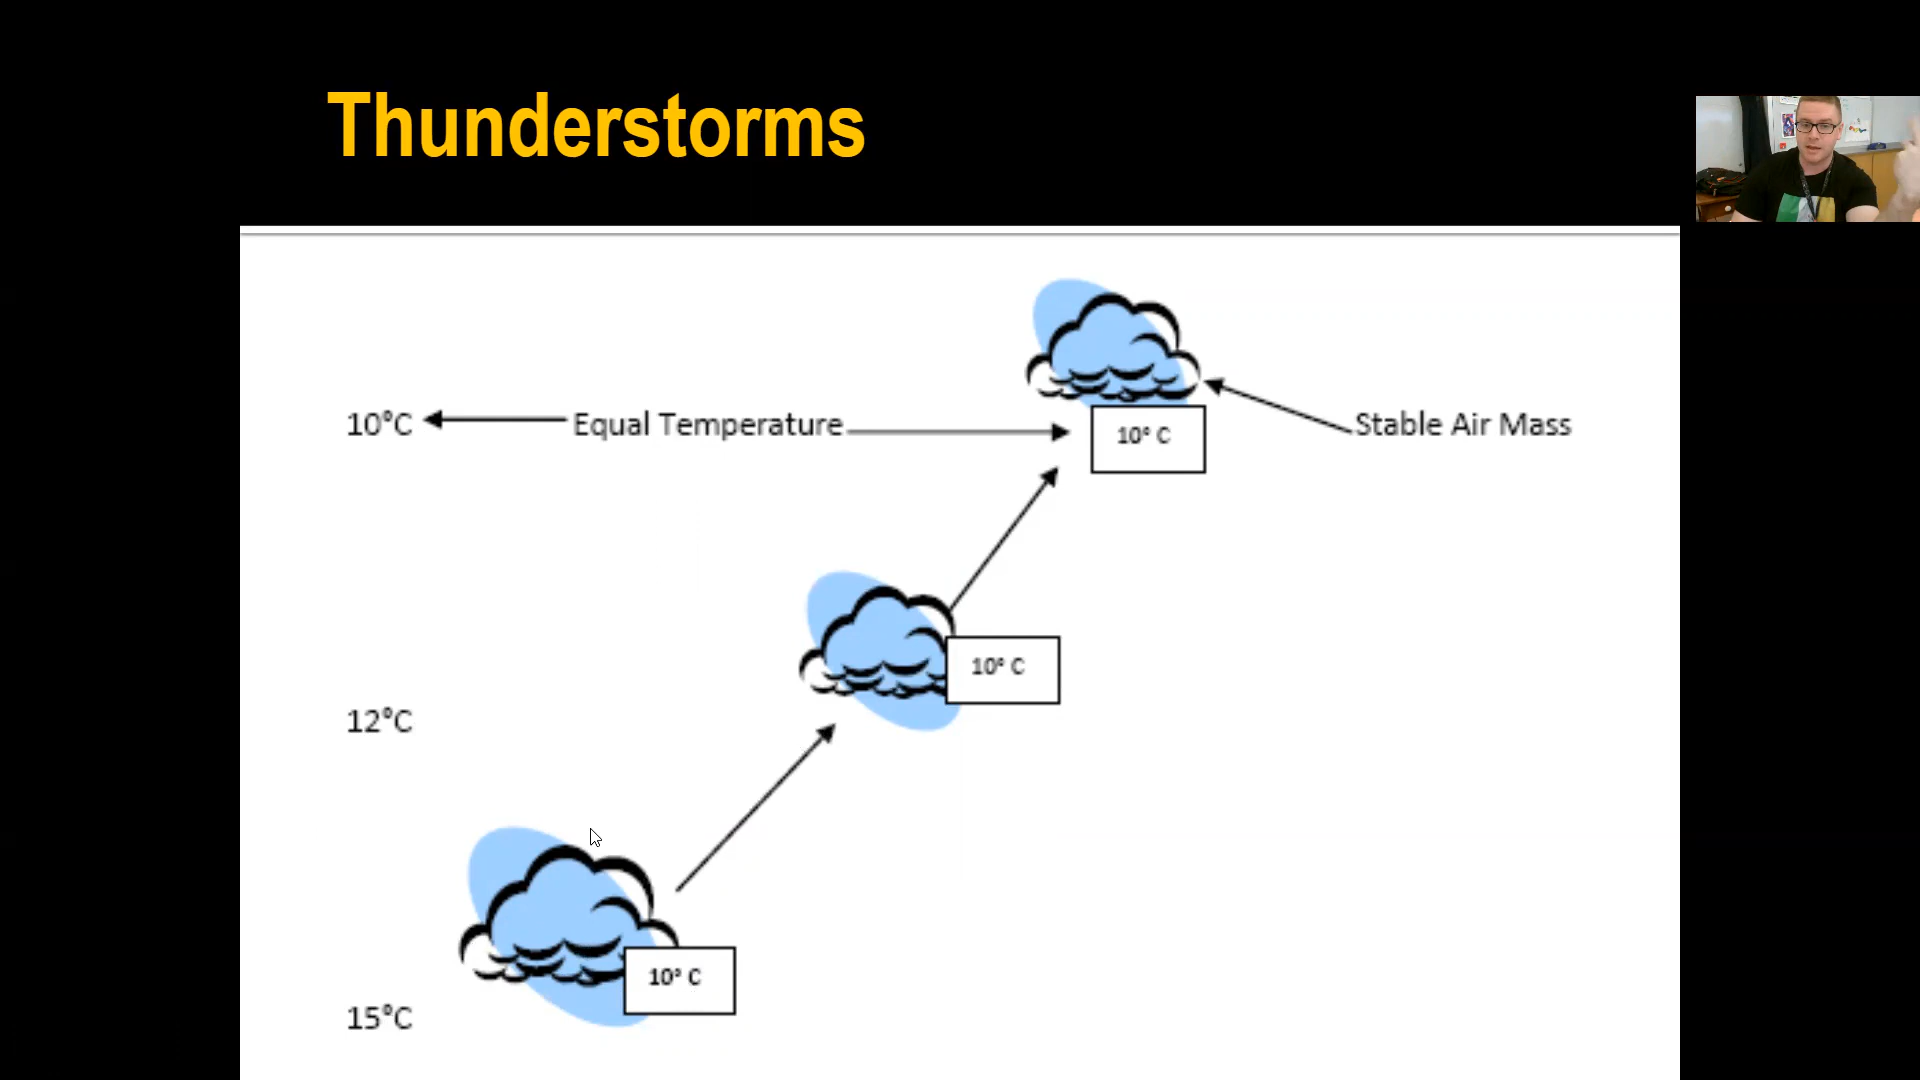 Thunderstorms
10°C
Equal Temperature
10° C
Stable Air Mass
10° C
12°C
10° C
15°C